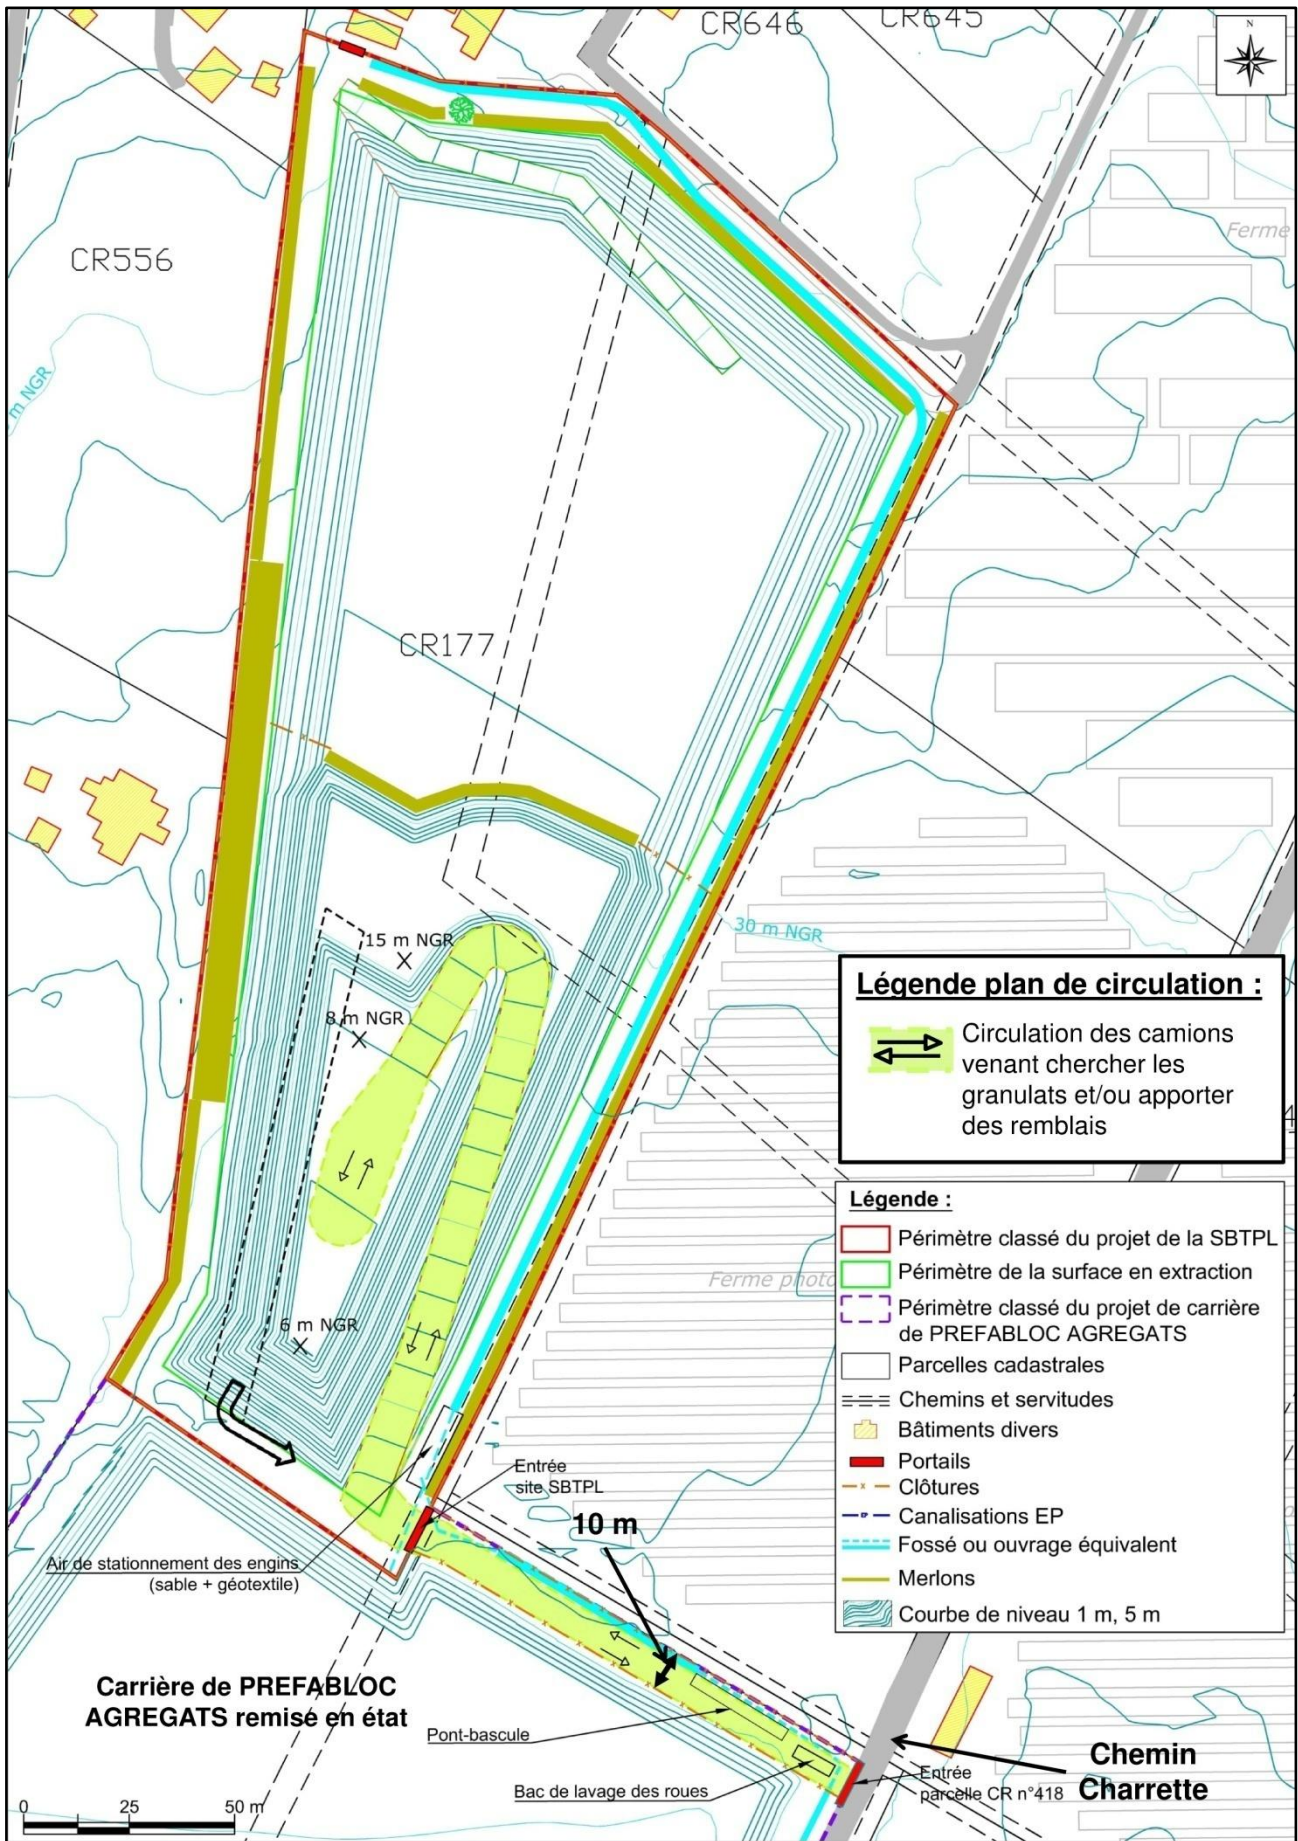 CR646
CR645
N
Ferme
CR556
m NGR
CR177
30 m NGR
15 m NGR
8 m NGR
6 m NGR
Légende plan de circulation :
Circulation des camions
venant chercher les
granulats et/ou apporter
des remblais
4
Légende :
Périmètre classé du projet de la SBTPL
Périmètre de la surface en extraction
Périmètre classé du projet de carrière
de PREFABLOC AGREGATS
Parcelles cadastrales
Chemins et servitudes
Bâtiments divers
Portails
Clôtures
Canalisations EP
Fossé ou ouvrage équivalent
Merlons
Courbe de niveau 1 m, 5 m
Ferme photo
Entrée
site SBTPL
10 m
Air de stationnement des engins
(sable + géotextile)
Carrière de PREFABLOC
AGREGATS remise en état
Pont-bascule
Bac de lavage des roues
Entrée
parcelle CR n°418
Chemin
Charrette
0 25 50 m